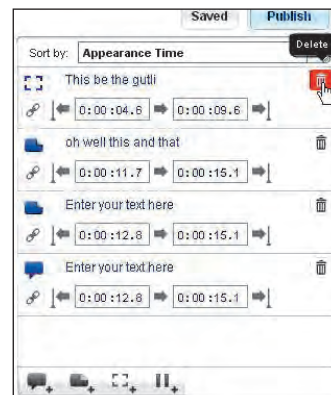 Saved Publish
Sort by: Appearance Time
Delete
This be the gutli
0:00:04.6 0:00:09.6
oh well this and that
0:00:11.7 0:00:15.1
Enter your text here
0:00:12.8 0:00:15.1
Enter your text here
0:00:12.8 0:00:15.1